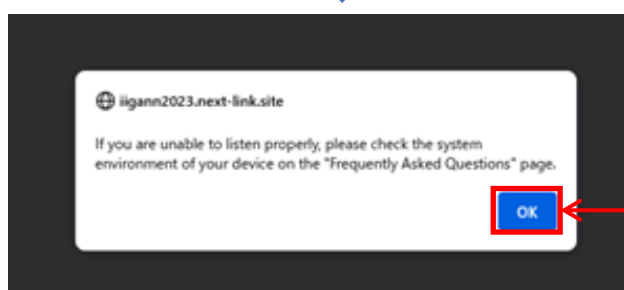 iigann2023.next-link.site
If you are unable to listen properly, please check the system
environment of your device on the "Frequently Asked Questions" page.
OK